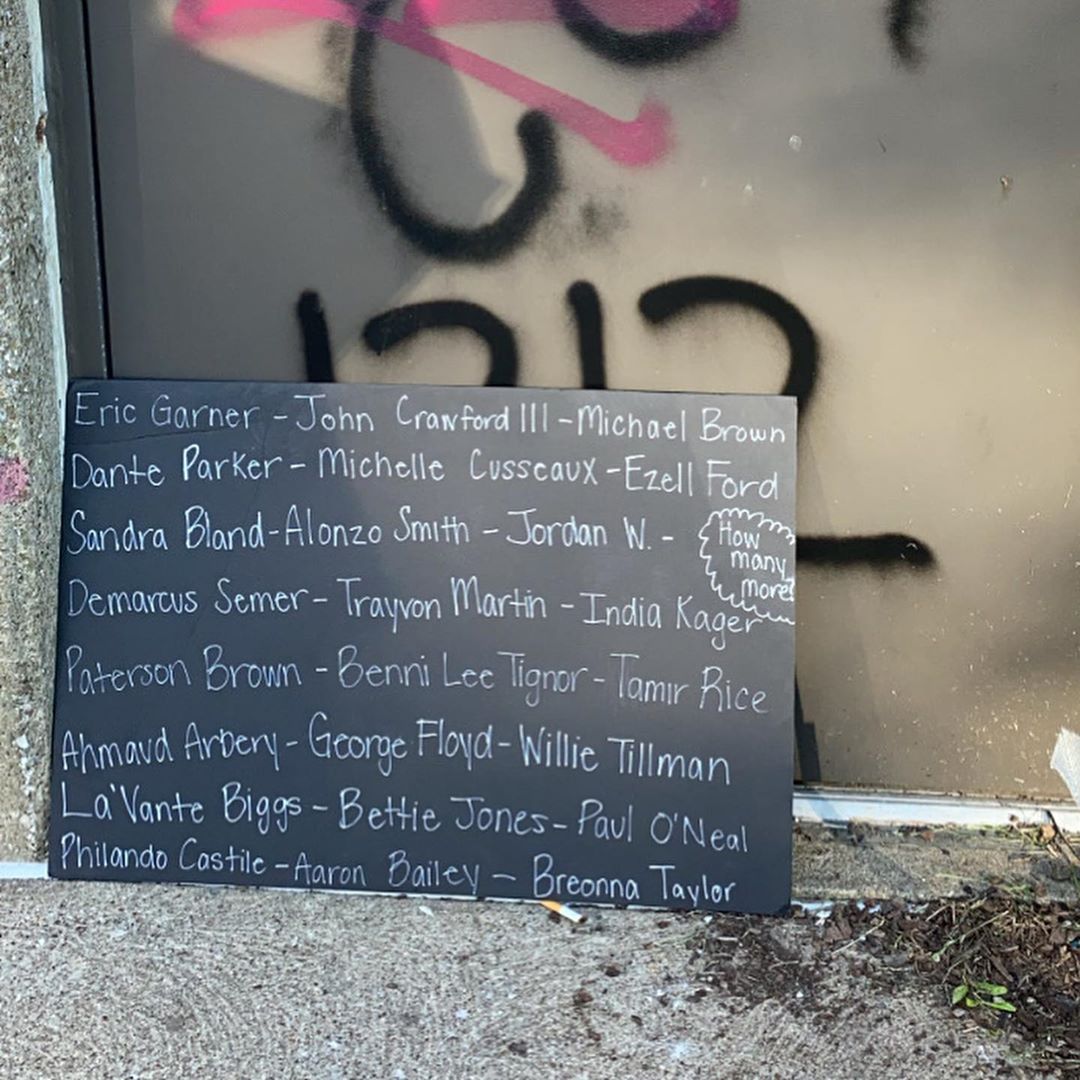 1312
Eric Garner - John Crawford III - Michael Brown
Dante Parker - Michelle Cusseaux - Ezell Ford
Sandra Bland - Alonzo Smith - Jordan W. -
How many more?
Demarcus Semer - Trayvon Martin - India Kager
Paterson Brown - Benni Lee Tignor - Tamir Rice
Ahmaud Arbery - George Floyd - Willie Tillman
La'Vante Biggs - Bettie Jones - Paul O'Neal
Philando Castile - Aaron Bailey - Breonna Taylor